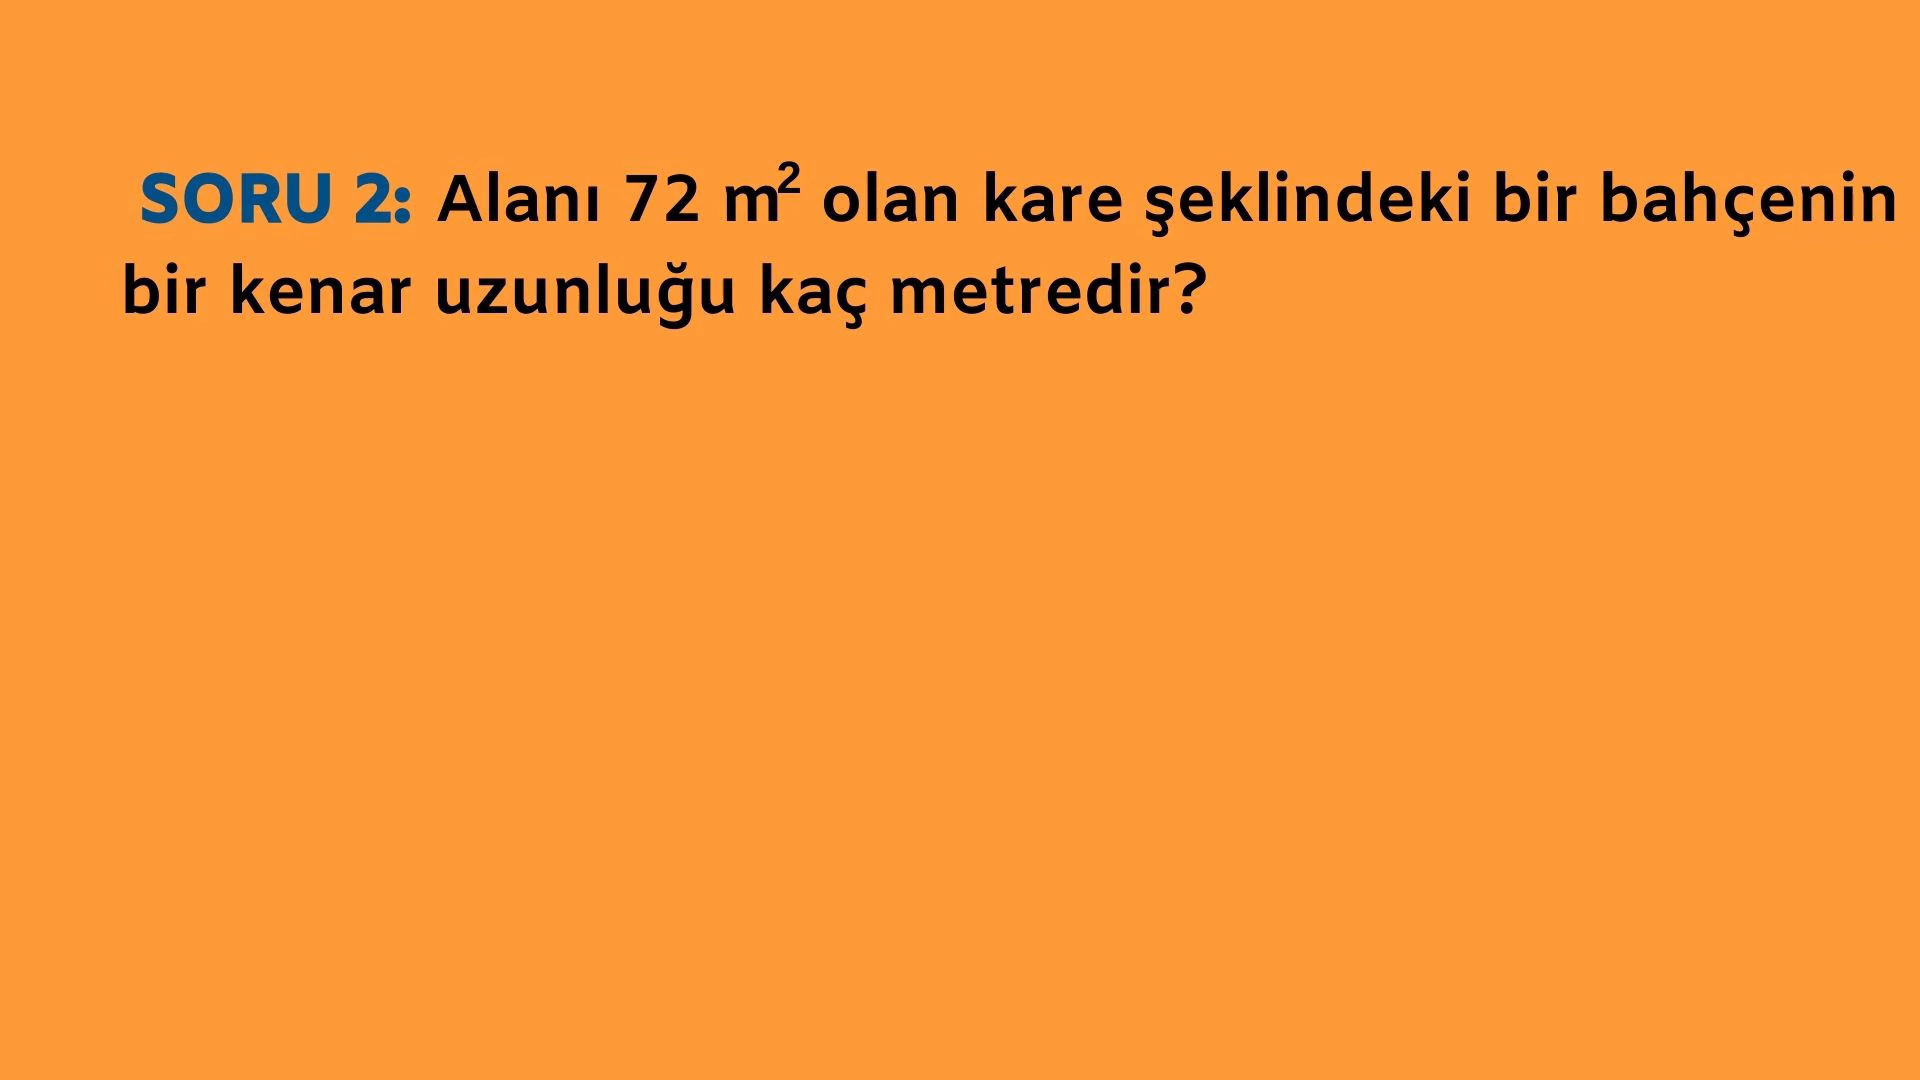 SORU 2: Alanı 72 m² olan kare şeklindeki bir bahçenin
bir kenar uzunluğu kaç metredir?